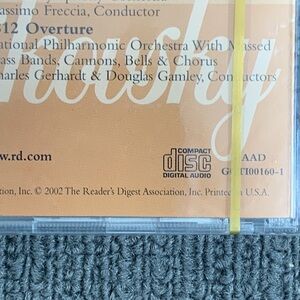 assimo Freccia, Conductor
812 Overture
ational Philharmonic Orchestra With Massed
ass Bands, Cannons, Bells & Chorus
harles Gerhardt & Douglas Gamley, Conductors
w.rd.com
COMPACT
disc
DIGITAL AUDIO
AAD
ation, Inc. © 2002 The Reader's Digest Association, Inc. Printed in U.S.A.